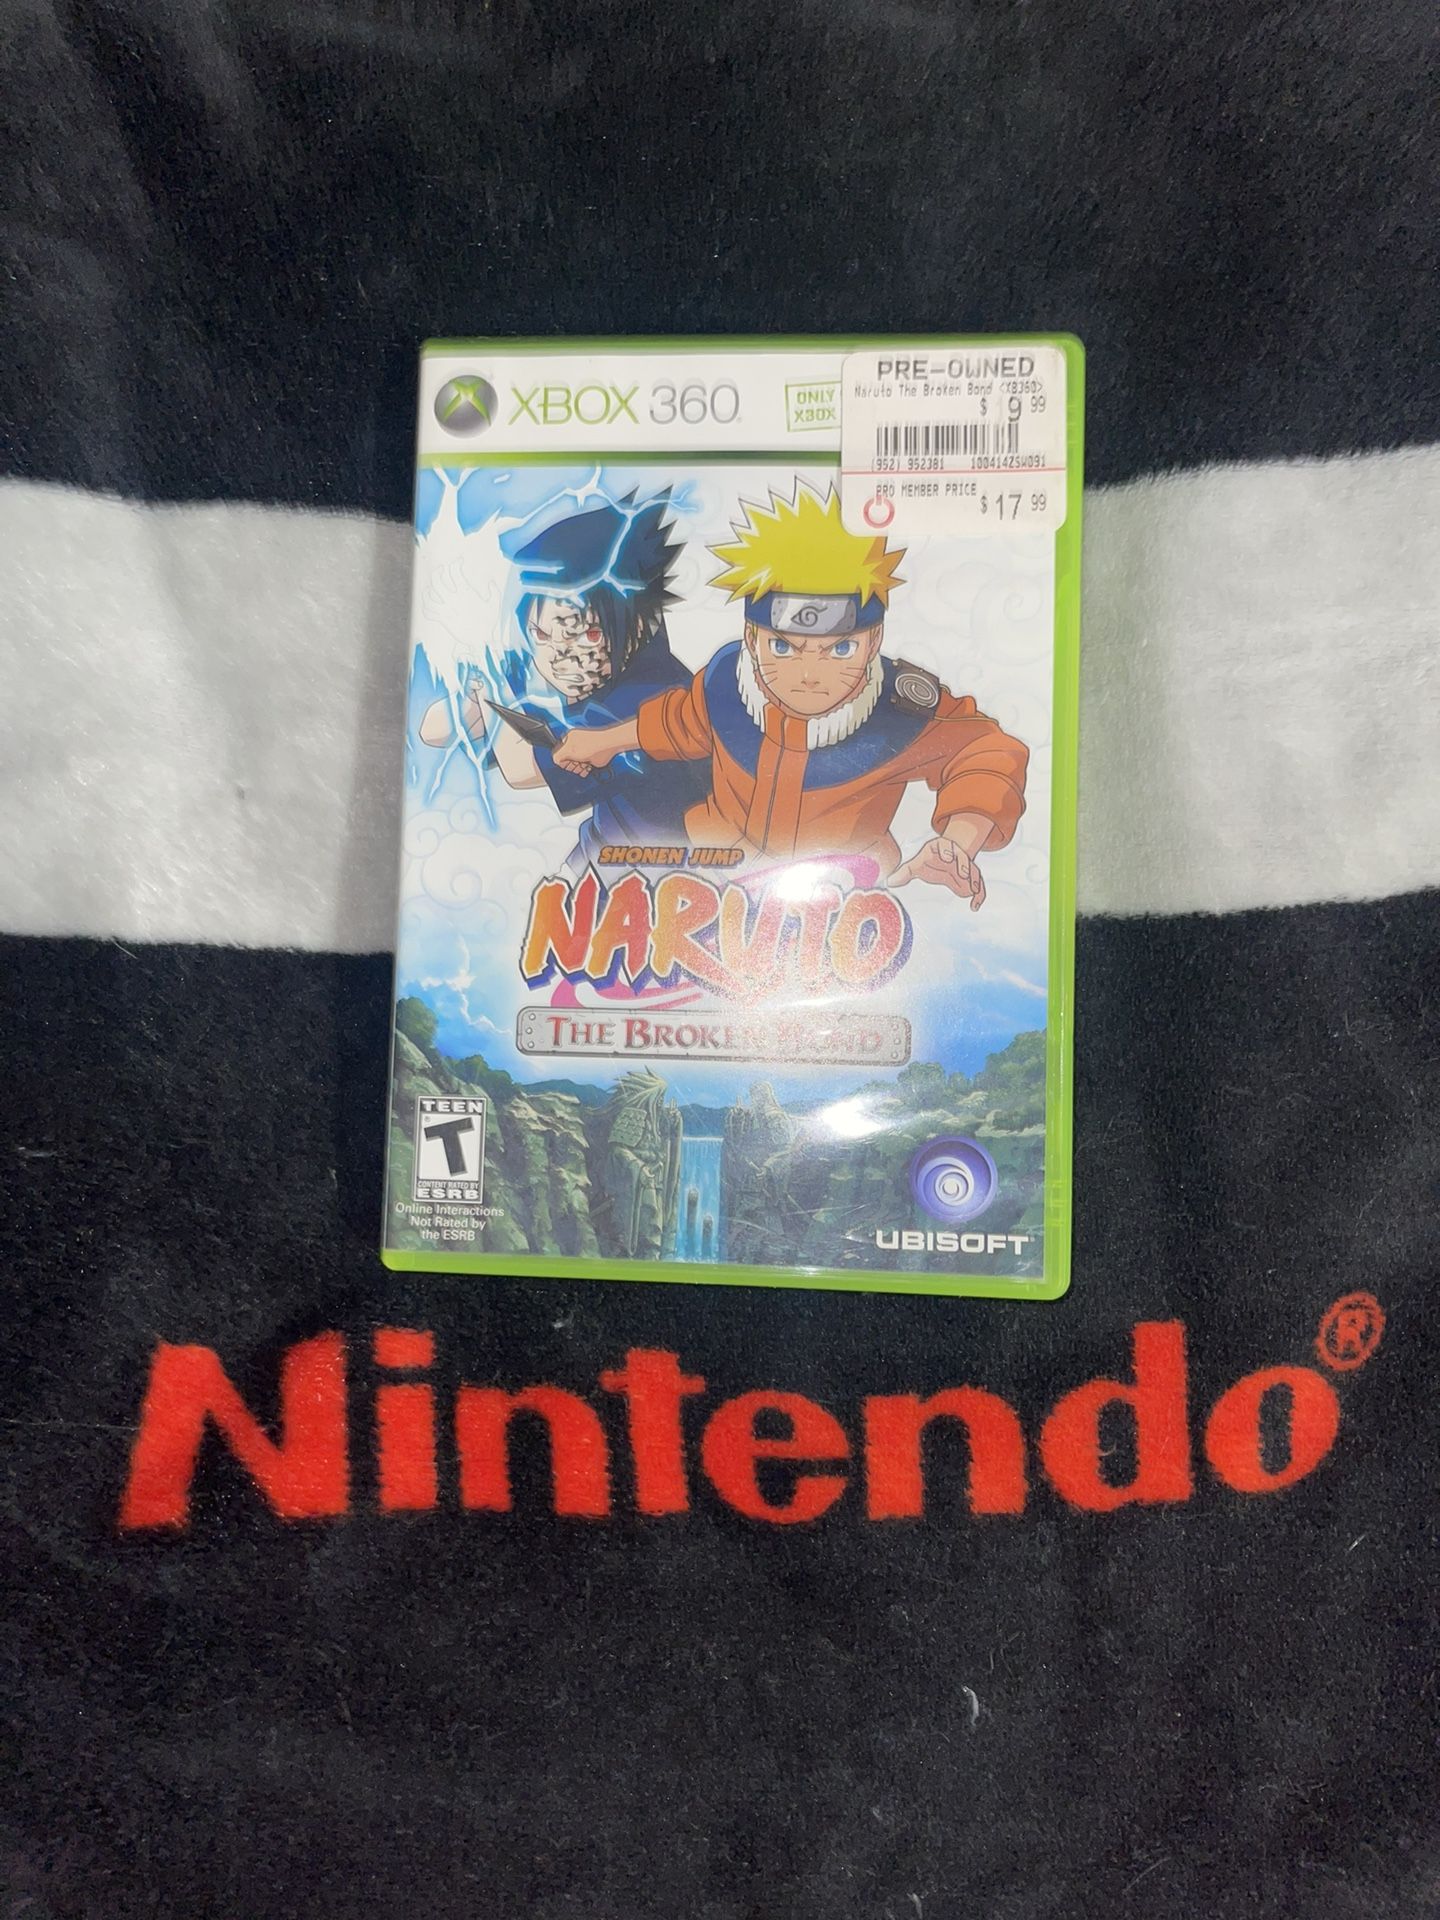 XBOX 360
ONLY
XBOX
PRE-OWNED
Naruto The Broken Bond <XB360>
$ 19 99
(952) 952381 100414ZSW091
PRO MEMBER PRICE
$ 17 99
SHONEN JUMP
NARUTO
THE BROKEN BOND
TEEN
T
CONTENT RATED BY
ESRB
Online Interactions
Not Rated by
the ESRB
UBISOFT
Nintendo®